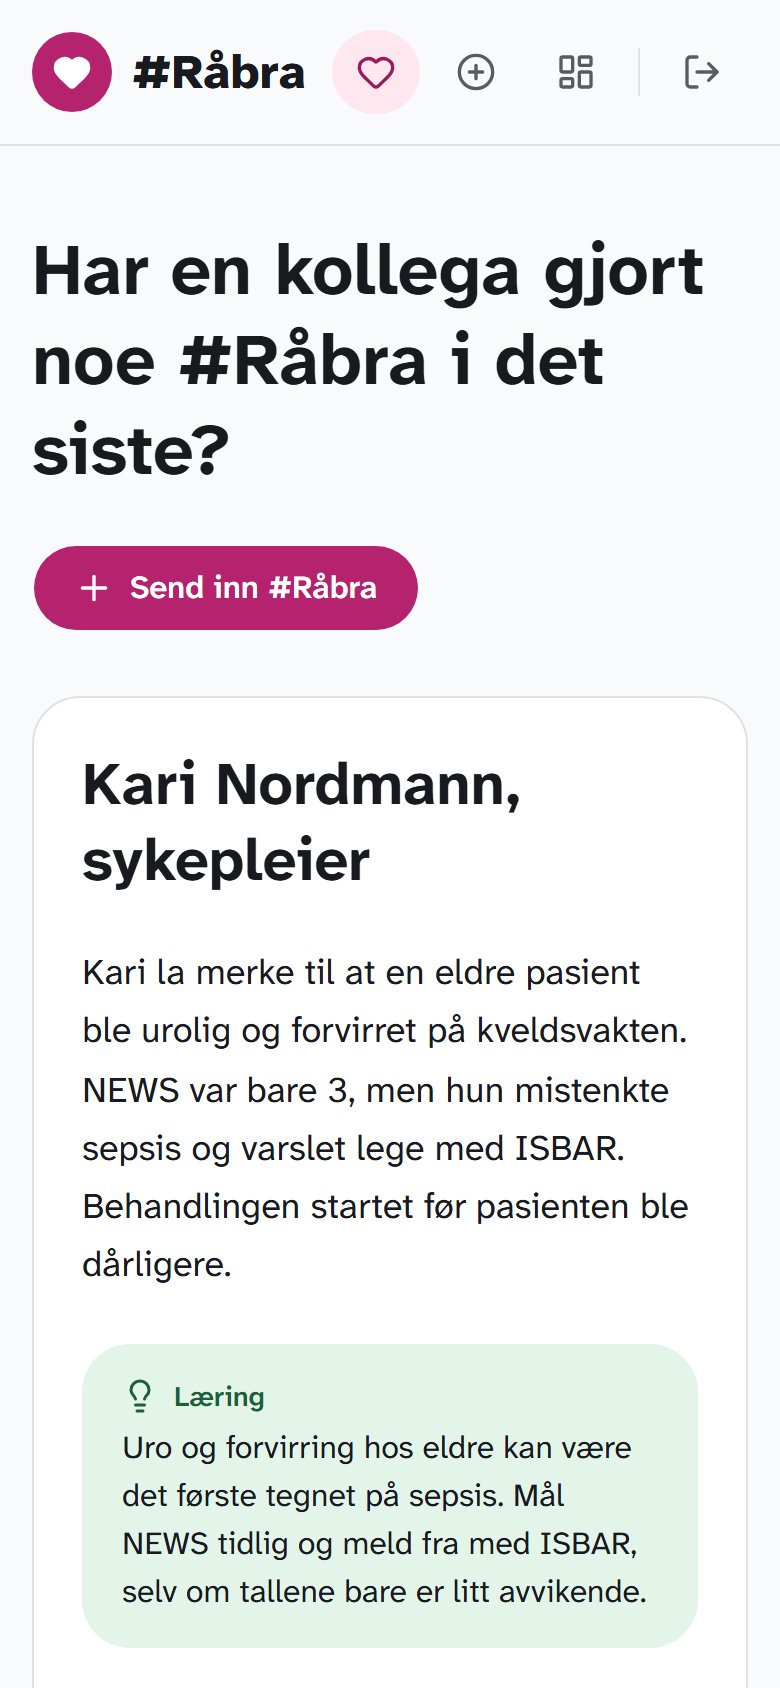 #Råbra
Har en kollega gjort
noe #Råbra i det
siste?
Send inn #Råbra
Kari Nordmann,
sykepleier
Kari la merke til at en eldre pasient
ble urolig og forvirret på kveldsvakten.
NEWS var bare 3, men hun mistenkte
sepsis og varslet lege med ISBAR.
Behandlingen startet før pasienten ble
dårligere.
Læring
Uro og forvirring hos eldre kan være
det første tegnet på sepsis. Mål
NEWS tidlig og meld fra med ISBAR,
selv om tallene bare er litt avvikende.